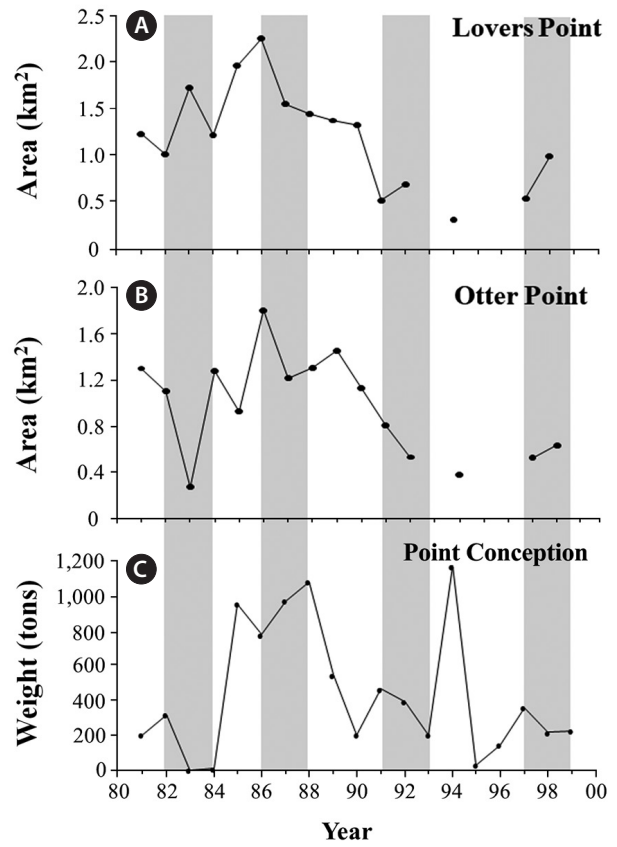 A
Lovers Point
Area (km²)
2.5
2.0
1.5
1.0
0.5
0
B
Otter Point
Area (km²)
2.0
1.6
1.2
0.8
0.4
0
C
Point Conception
Weight (tons)
1,200
1,000
800
600
400
200
0
80 82 84 86 88 90 92 94 96 98 00
Year